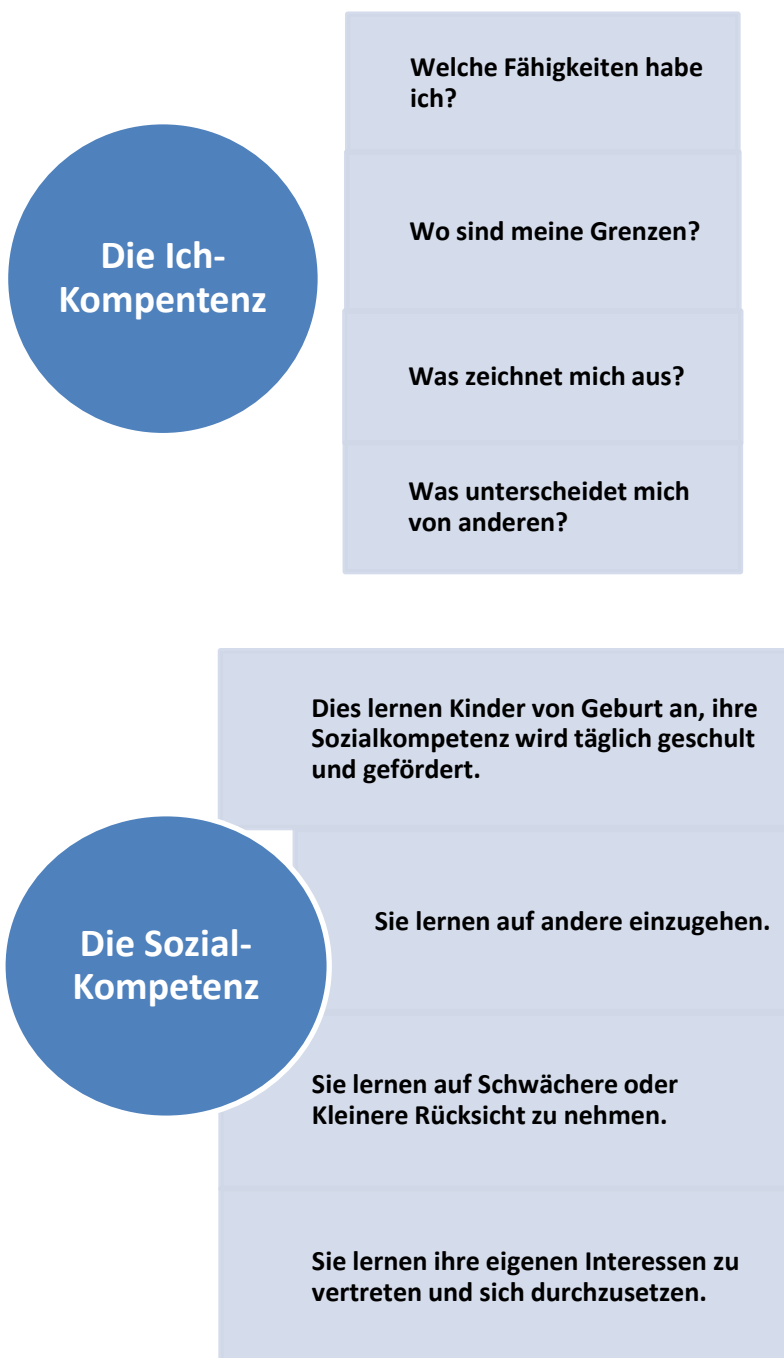 Welche Fähigkeiten habe
ich?
Die Ich-
Kompentenz
Wo sind meine Grenzen?
Was zeichnet mich aus?
Was unterscheidet mich
von anderen?
Dies lernen Kinder von Geburt an, ihre
Sozialkompetenz wird täglich geschult
und gefördert.
Die Sozial-
Kompetenz
Sie lernen auf andere einzugehen.
Sie lernen auf Schwächere oder
Kleinere Rücksicht zu nehmen.
Sie lernen ihre eigenen Interessen zu
vertreten und sich durchzusetzen.